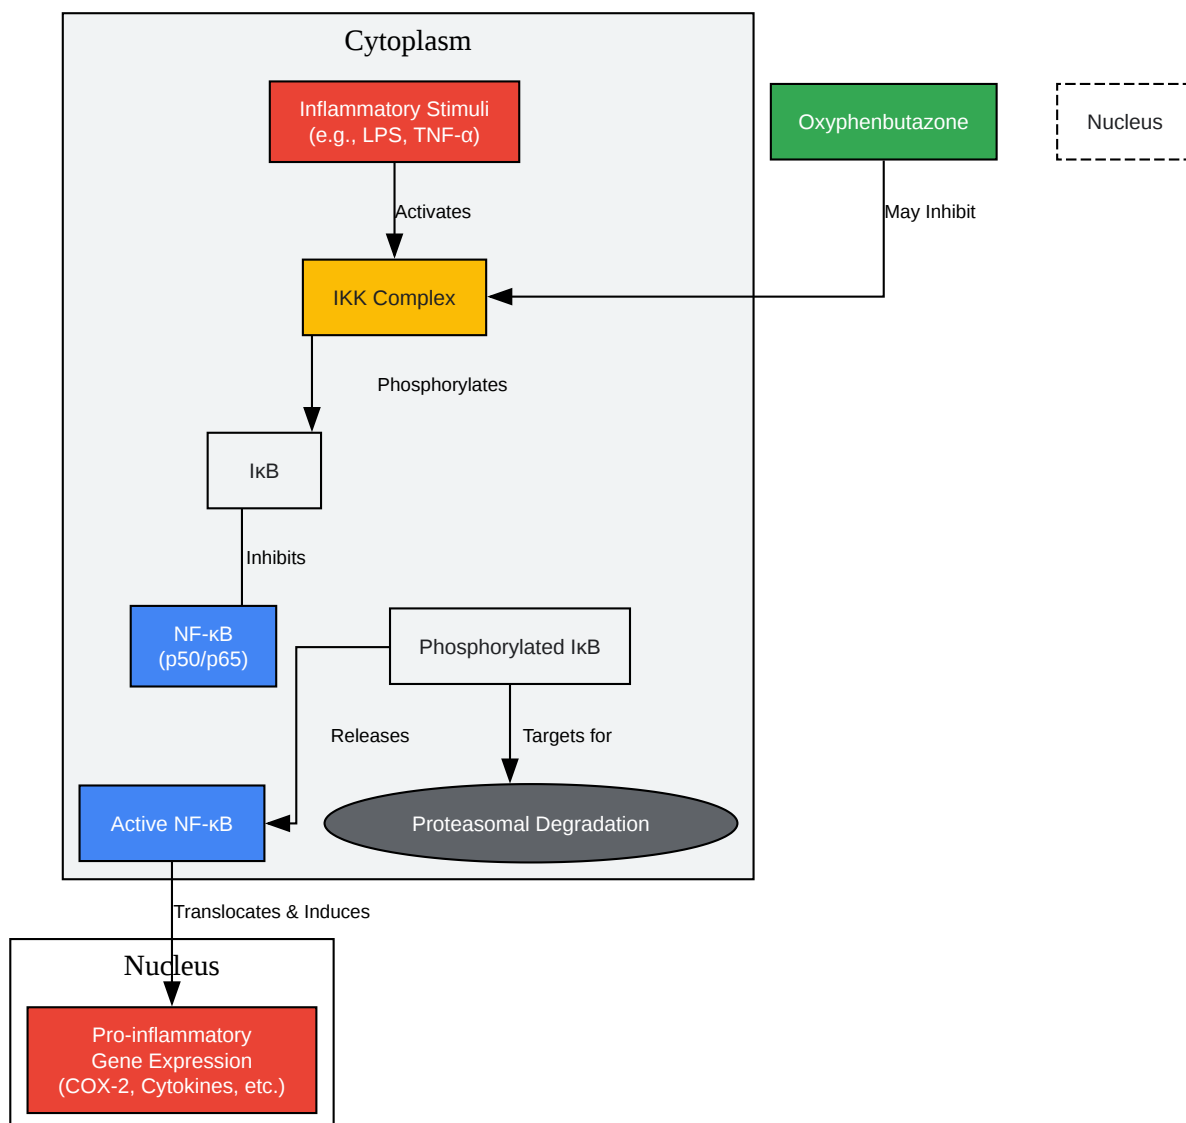 Cytoplasm
Inflammatory Stimuli
(e.g., LPS, TNF-α)
Oxyphenbutazone
Nucleus
Activates
May Inhibit
IKK Complex
Phosphorylates
IκB
Inhibits
NF-κB
(p50/p65)
Phosphorylated IκB
Releases
Targets for
Active NF-κB
Proteasomal Degradation
Translocates & Induces
Nucleus
Pro-inflammatory
Gene Expression
(COX-2, Cytokines, etc.)